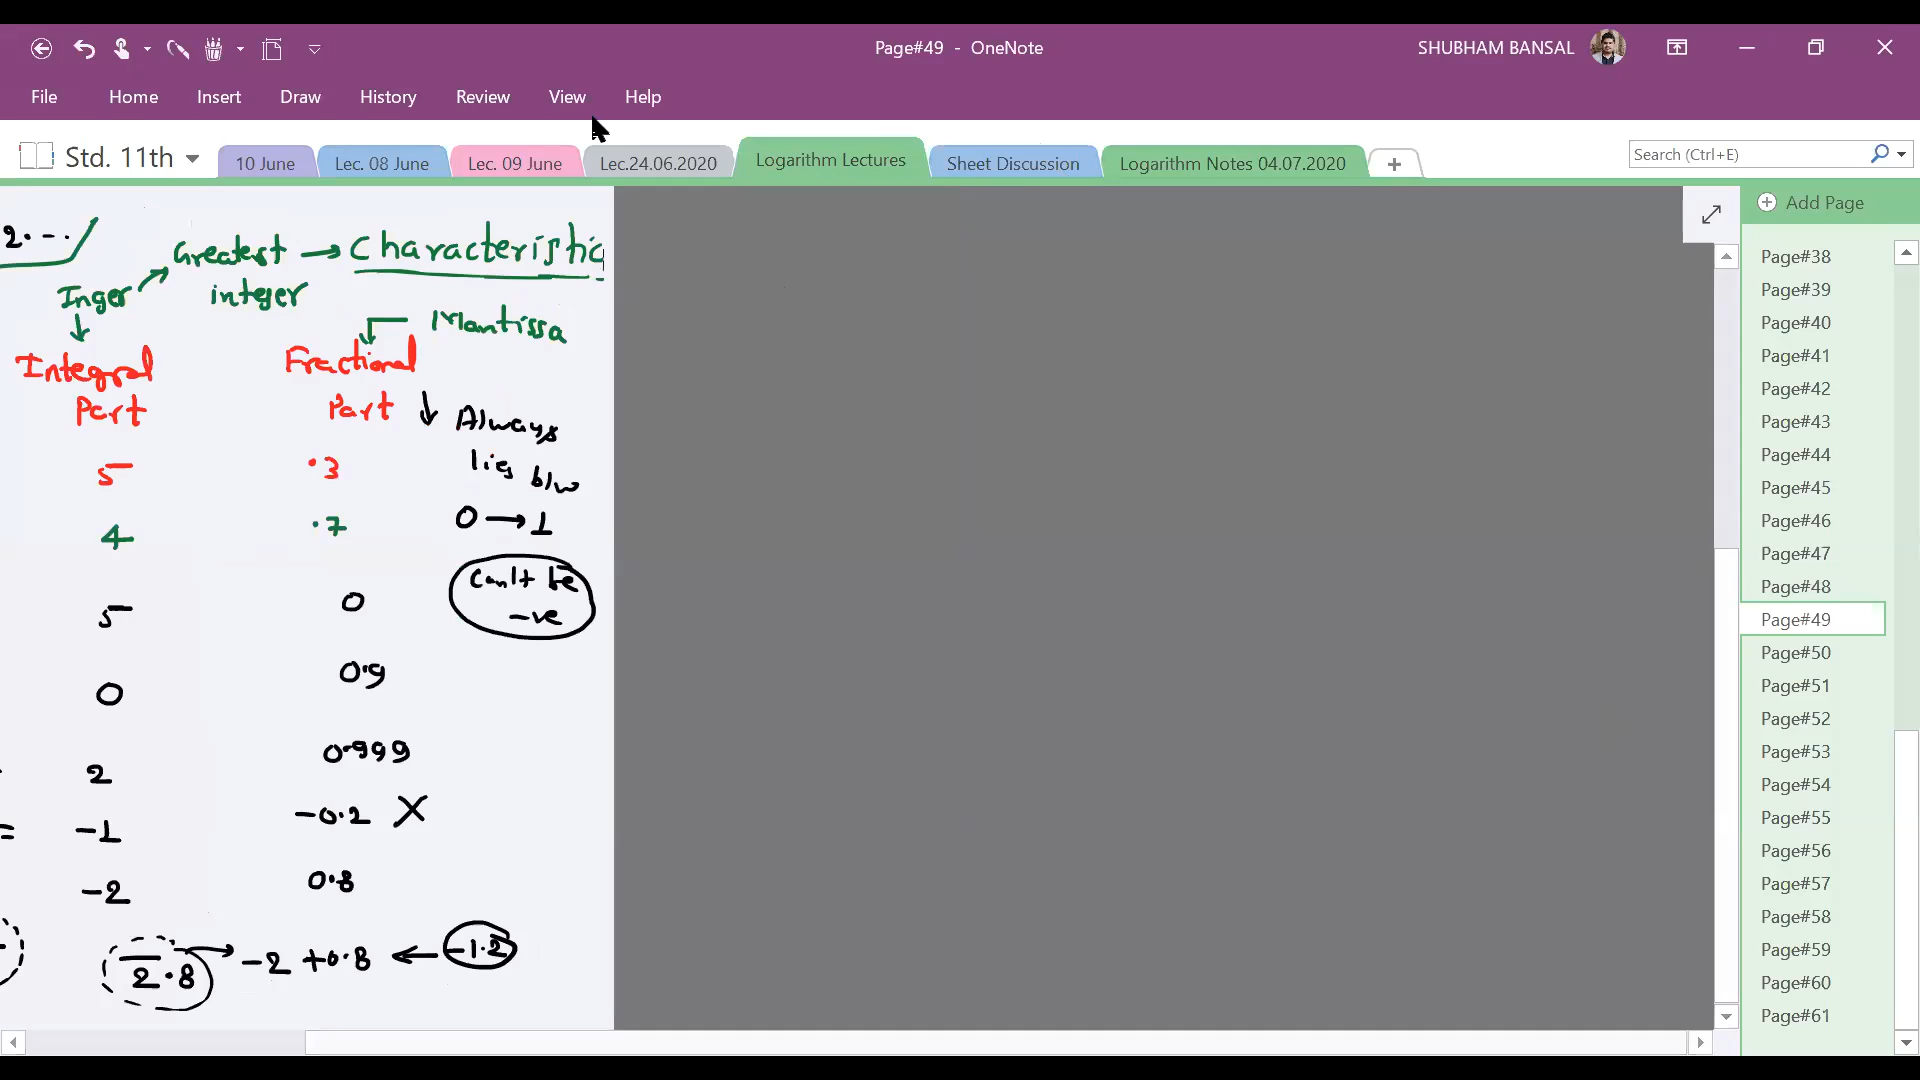 Page#49 - OneNote
SHUBHAM BANSAL
File Home Insert Draw History Review View Help
Std. 11th
10 June
Lec. 08 June
Lec. 09 June
Lec.24.06.2020
Logarithm Lectures
Sheet Discussion
Logarithm Notes 04.07.2020
Search (Ctrl+E)
Add Page
2....
Greatest → Characteristic
Inger integer
Mantissa
Integral Fractional
Part Part
Always
lies b/w
5 .3
4 .7 0 → 1
Can't be
-ve
5 0
0 0.9
2 0.999
= -1 -0.2 X
-2 0.8
2̅.8 → -2 +0.8 ← -1.2
Page#38
Page#39
Page#40
Page#41
Page#42
Page#43
Page#44
Page#45
Page#46
Page#47
Page#48
Page#49
Page#50
Page#51
Page#52
Page#53
Page#54
Page#55
Page#56
Page#57
Page#58
Page#59
Page#60
Page#61